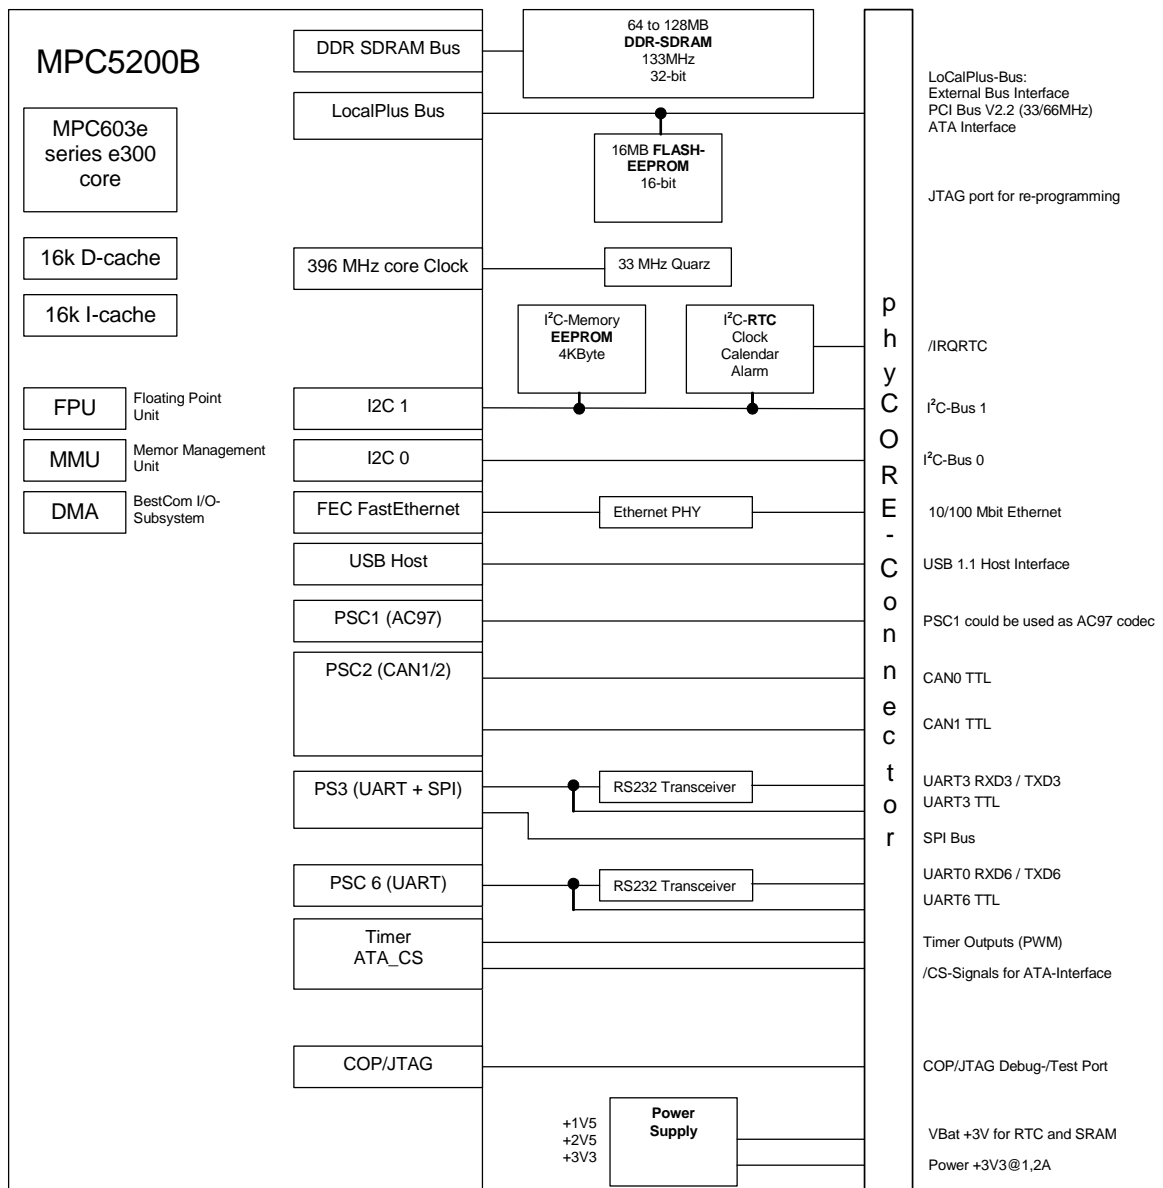 MPC5200B
MPC603e
series e300
core
16k D-cache
16k I-cache
FPU
Floating Point
Unit
MMU
Memor Management
Unit
DMA
BestCom I/O-
Subsystem
DDR SDRAM Bus
LocalPlus Bus
396 MHz core Clock
I2C 1
I2C 0
FEC FastEthernet
USB Host
PSC1 (AC97)
PSC2 (CAN1/2)
PS3 (UART + SPI)
PSC 6 (UART)
Timer
ATA_CS
COP/JTAG
64 to 128MB
DDR-SDRAM
133MHz
32-bit
16MB FLASH-
EEPROM
16-bit
33 MHz Quarz
I²C-Memory
EEPROM
4KByte
I²C-RTC
Clock
Calendar
Alarm
Ethernet PHY
RS232 Transceiver
RS232 Transceiver
+1V5
+2V5
+3V3
Power
Supply
phyCORE-Connector
LoCalPlus-Bus:
External Bus Interface
PCI Bus V2.2 (33/66MHz)
ATA Interface
JTAG port for re-programming
/IRQRTC
I²C-Bus 1
I²C-Bus 0
10/100 Mbit Ethernet
USB 1.1 Host Interface
PSC1 could be used as AC97 codec
CAN0 TTL
CAN1 TTL
UART3 RXD3 / TXD3
UART3 TTL
SPI Bus
UART0 RXD6 / TXD6
UART6 TTL
Timer Outputs (PWM)
/CS-Signals for ATA-Interface
COP/JTAG Debug-/Test Port
VBat +3V for RTC and SRAM
Power +3V3@1,2A